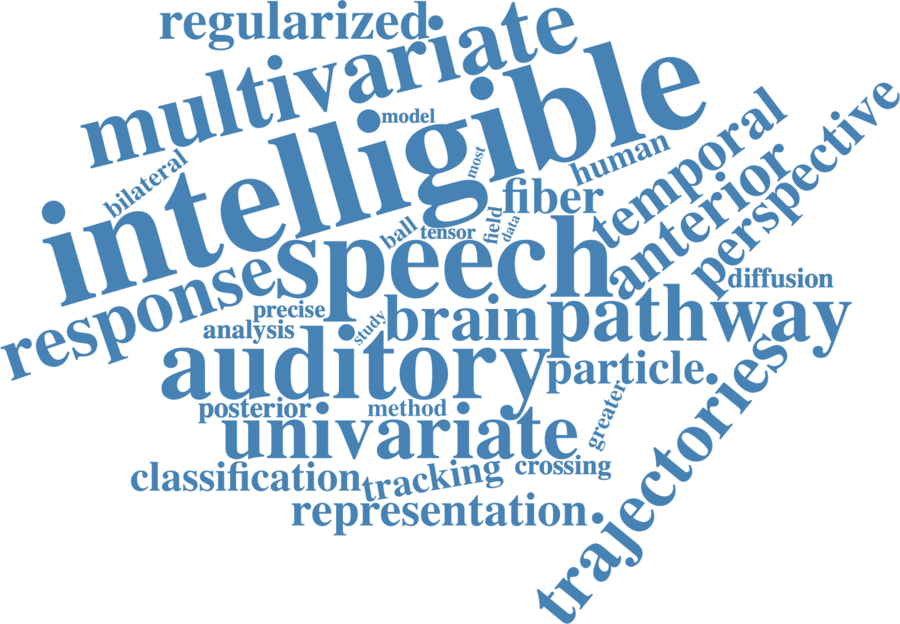 regularized
multivariate
intelligible
model
bilateral
most
human
temporal
anterior
perspective
fiber
field
data
ball
tensor
speech
response
diffusion
precise
analysis
study
brain
pathway
auditory
particle
trajectories
posterior
method
greater
univariate
classification
tracking
crossing
representation